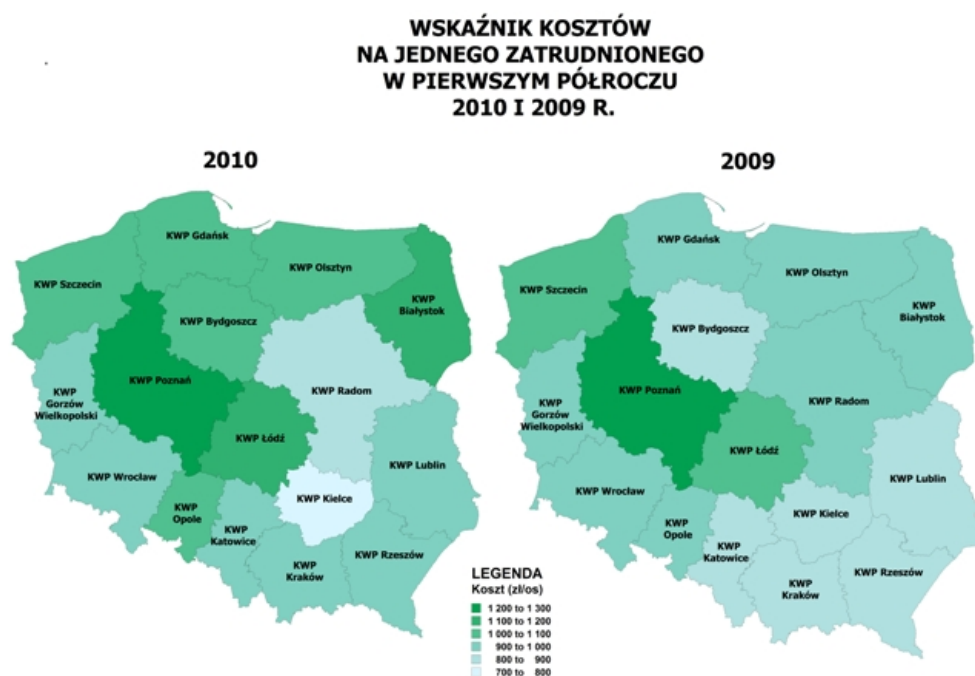 WSKAŹNIK KOSZTÓW
NA JEDNEGO ZATRUDNIONEGO
W PIERWSZYM PÓŁROCZU
2010 I 2009 R.
2010
KWP Gdańsk
KWP Olsztyn
KWP Szczecin
KWP
Białystok
KWP Bydgoszcz
KWP Poznań
KWP Radom
KWP
Gorzów
Wielkopolski
KWP Łódź
KWP Lublin
KWP Wrocław
KWP Kielce
KWP
Opole
KWP
Katowice
KWP Rzeszów
KWP
Kraków
2009
KWP Gdańsk
KWP Olsztyn
KWP Szczecin
KWP
Białystok
KWP Bydgoszcz
KWP Poznań
KWP Radom
KWP
Gorzów
Wielkopolski
KWP Łódź
KWP Lublin
KWP Wrocław
KWP Kielce
KWP
Opole
KWP
Katowice
KWP Rzeszów
KWP
Kraków
LEGENDA
Koszt (zł/os)
1 200 to 1 300
1 100 to 1 200
1 000 to 1 100
900 to 1 000
800 to 900
700 to 800